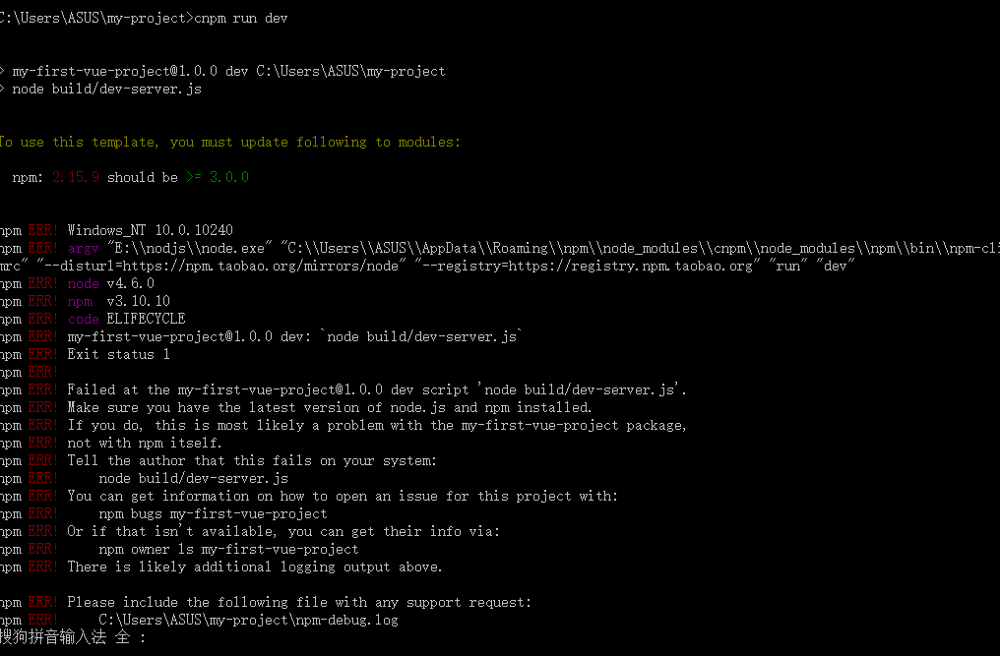 C:\Users\ASUS\my-project>cnpm run dev
> my-first-vue-project@1.0.0 dev C:\Users\ASUS\my-project
> node build/dev-server.js
To use this template, you must update following to modules:
npm: 2.15.9 should be >= 3.0.0
npm ERR! Windows_NT 10.0.10240
npm ERR! argv "E:\\nodjs\\node.exe" "C:\\Users\\ASUS\\AppData\\Roaming\\npm\\node_modules\\cnpm\\node_modules\\npm\\bin\\npm-cli
mrc" "--disturl=https://npm.taobao.org/mirrors/node" "--registry=https://registry.npm.taobao.org" "run" "dev"
npm ERR! node v4.6.0
npm ERR! npm  v3.10.10
npm ERR! code ELIFECYCLE
npm ERR! my-first-vue-project@1.0.0 dev: `node build/dev-server.js`
npm ERR! Exit status 1
npm ERR!
npm ERR! Failed at the my-first-vue-project@1.0.0 dev script 'node build/dev-server.js'.
npm ERR! Make sure you have the latest version of node.js and npm installed.
npm ERR! If you do, this is most likely a problem with the my-first-vue-project package,
npm ERR! not with npm itself.
npm ERR! Tell the author that this fails on your system:
npm ERR!     node build/dev-server.js
npm ERR! You can get information on how to open an issue for this project with:
npm ERR!     npm bugs my-first-vue-project
npm ERR! Or if that isn't available, you can get their info via:
npm ERR!     npm owner ls my-first-vue-project
npm ERR! There is likely additional logging output above.
npm ERR! Please include the following file with any support request:
npm ERR!     C:\Users\ASUS\my-project\npm-debug.log
搜狗拼音输入法 全 :